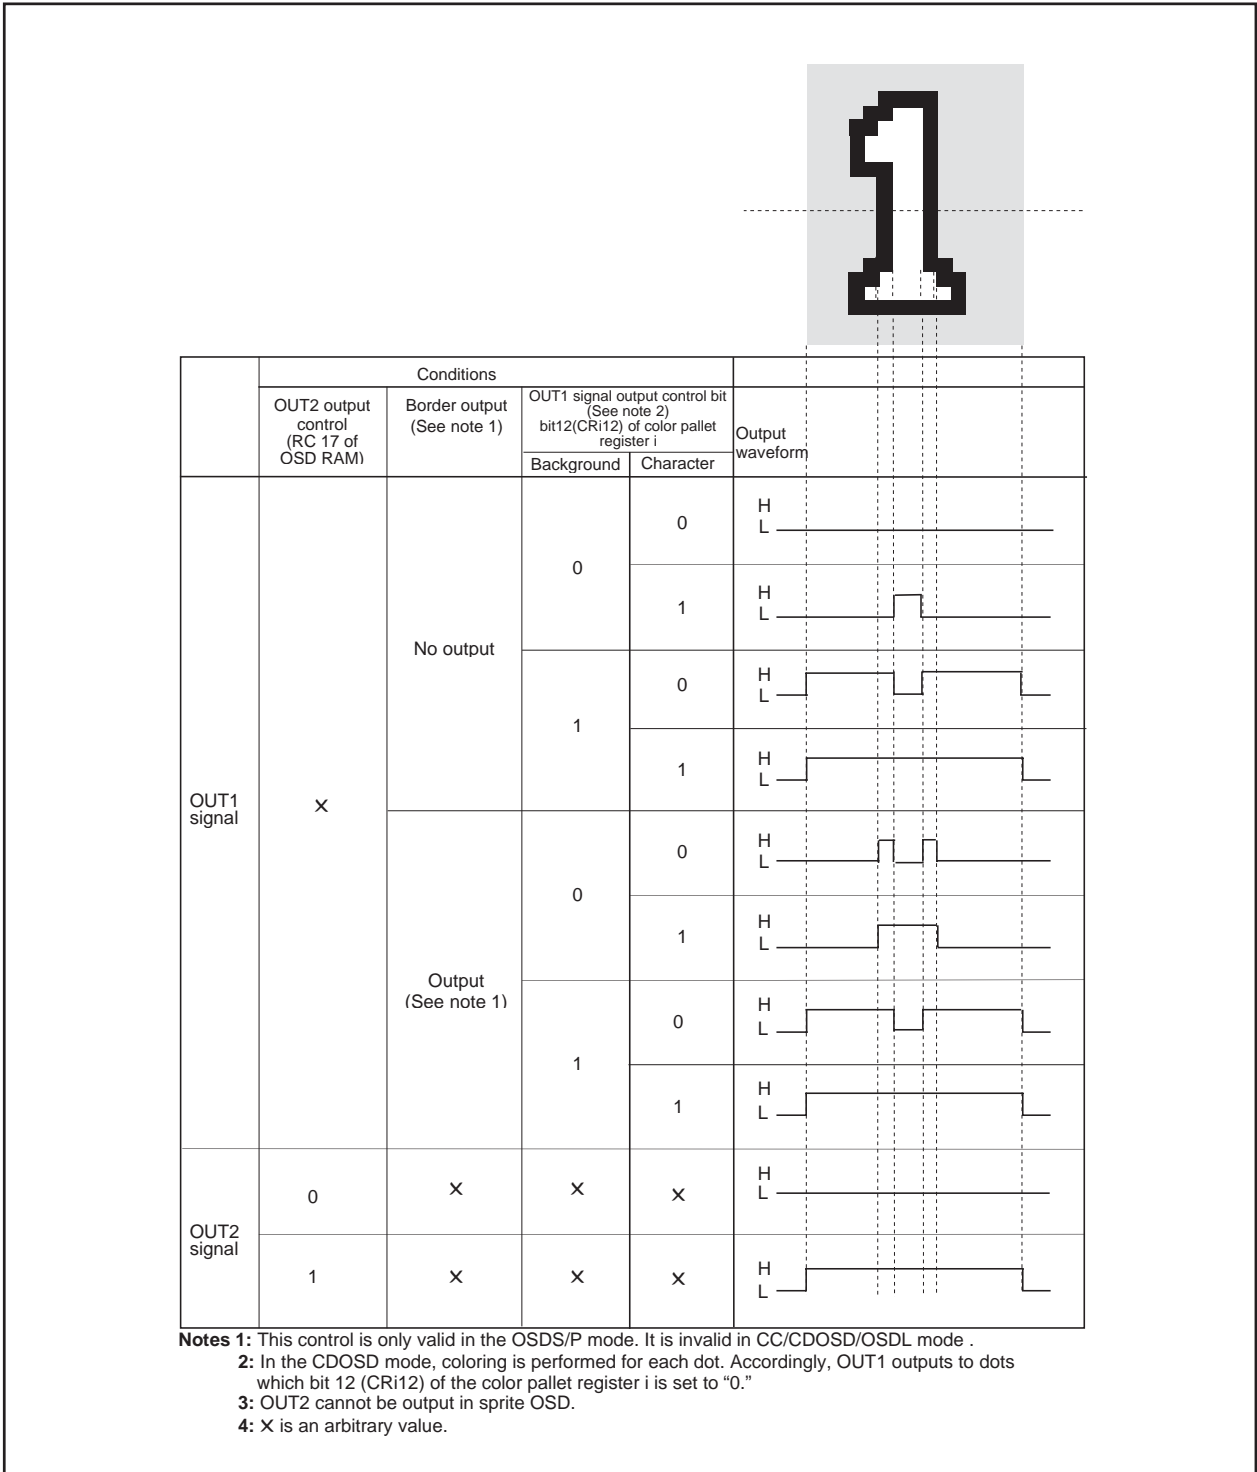 Conditions
OUT2 output
control
(RC 17 of
OSD RAM)
Border output
(See note 1)
OUT1 signal output control bit
(See note 2)
bit12(CRi12) of color pallet
register i
Background
Character
Output
waveform
OUT1
signal
×
No output
0
0
H
L
1
H
L
1
0
H
L
1
H
L
Output
(See note 1)
0
0
H
L
1
H
L
1
0
H
L
1
H
L
OUT2
signal
0
×
×
×
H
L
1
×
×
×
H
L
Notes 1: This control is only valid in the OSDS/P mode. It is invalid in CC/CDOSD/OSDL mode .
2: In the CDOSD mode, coloring is performed for each dot. Accordingly, OUT1 outputs to dots
which bit 12 (CRi12) of the color pallet register i is set to “0.”
3: OUT2 cannot be output in sprite OSD.
4: × is an arbitrary value.